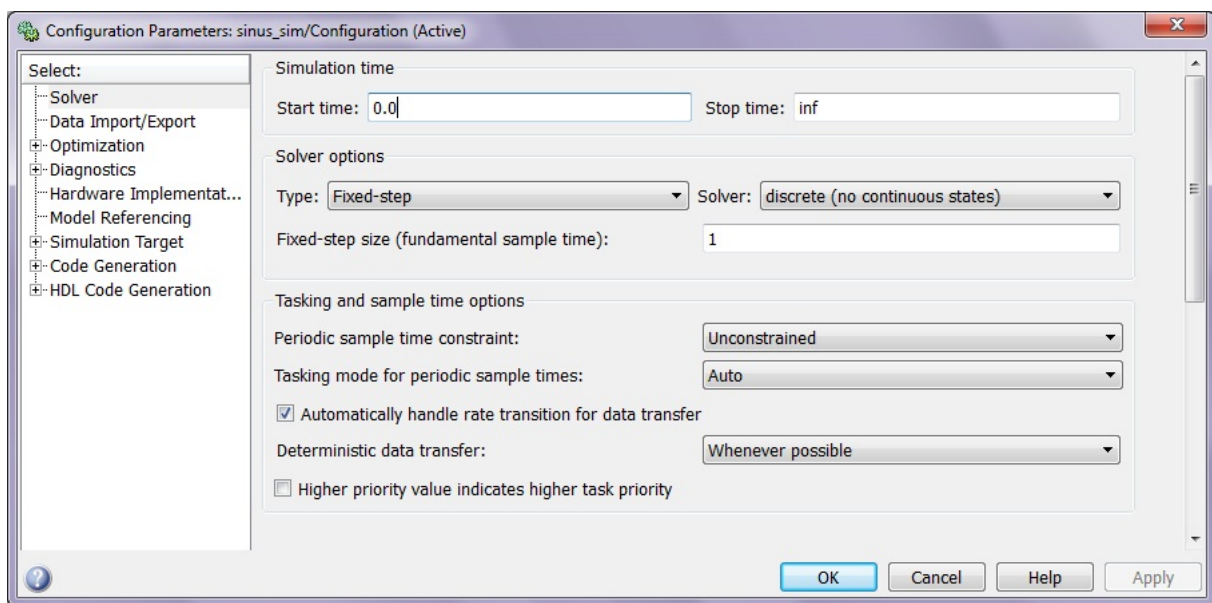 Configuration Parameters: sinus_sim/Configuration (Active)
Select:
Solver
Data Import/Export
Optimization
Diagnostics
Hardware Implementat...
Model Referencing
Simulation Target
Code Generation
HDL Code Generation
Simulation time
Start time: 0.0 Stop time: inf
Solver options
Type: Fixed-step Solver: discrete (no continuous states)
Fixed-step size (fundamental sample time): 1
Tasking and sample time options
Periodic sample time constraint: Unconstrained
Tasking mode for periodic sample times: Auto
Automatically handle rate transition for data transfer
Deterministic data transfer: Whenever possible
Higher priority value indicates higher task priority
OK Cancel Help Apply